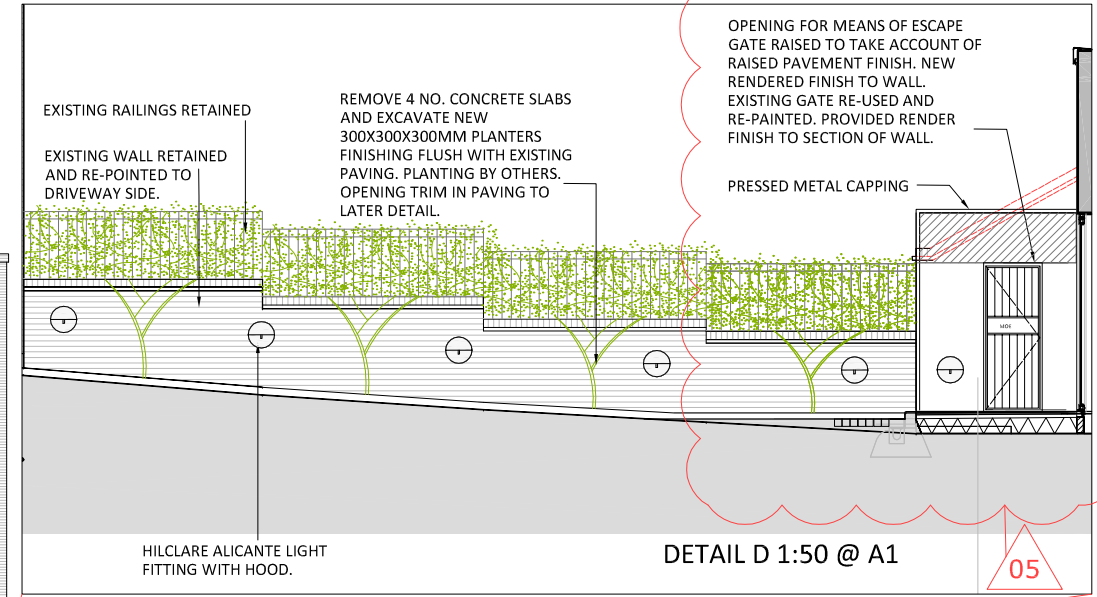 EXISTING RAILINGS RETAINED
EXISTING WALL RETAINED
AND RE-POINTED TO
DRIVEWAY SIDE.
REMOVE 4 NO. CONCRETE SLABS
AND EXCAVATE NEW
300X300X300MM PLANTERS
FINISHING FLUSH WITH EXISTING
PAVING. PLANTING BY OTHERS.
OPENING TRIM IN PAVING TO
LATER DETAIL.
OPENING FOR MEANS OF ESCAPE
GATE RAISED TO TAKE ACCOUNT OF
RAISED PAVEMENT FINISH. NEW
RENDERED FINISH TO WALL.
EXISTING GATE RE-USED AND
RE-PAINTED. PROVIDED RENDER
FINISH TO SECTION OF WALL.
PRESSED METAL CAPPING
MOE
HILCLARE ALICANTE LIGHT
FITTING WITH HOOD.
DETAIL D 1:50 @ A1
05